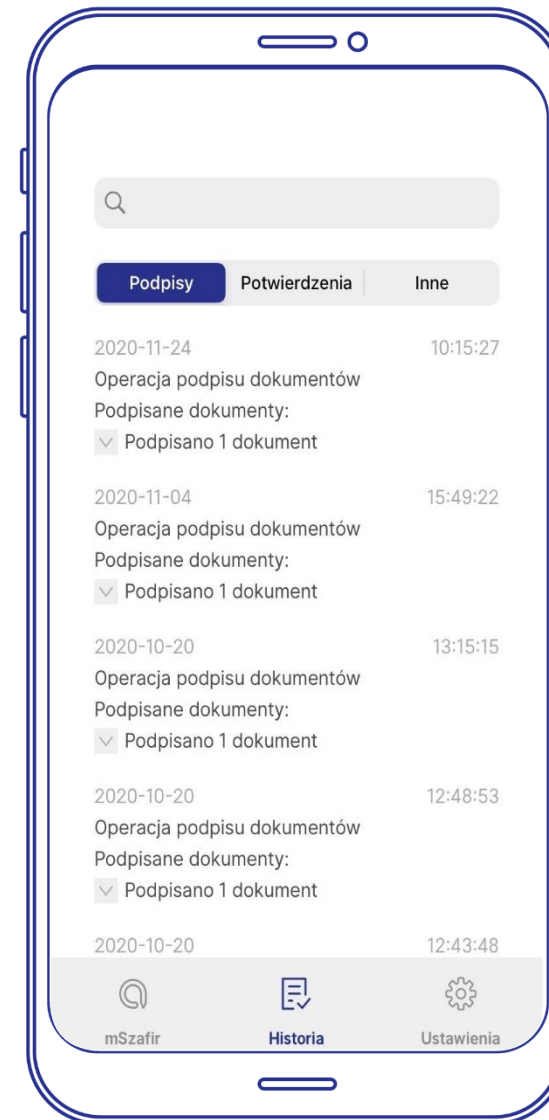 Podpisy Potwierdzenia Inne
2020-11-24 10:15:27
Operacja podpisu dokumentów
Podpisane dokumenty:
Podpisano 1 dokument
2020-11-04 15:49:22
Operacja podpisu dokumentów
Podpisane dokumenty:
Podpisano 1 dokument
2020-10-20 13:15:15
Operacja podpisu dokumentów
Podpisane dokumenty:
Podpisano 1 dokument
2020-10-20 12:48:53
Operacja podpisu dokumentów
Podpisane dokumenty:
Podpisano 1 dokument
2020-10-20 12:43:48
mSzafir Historia Ustawienia